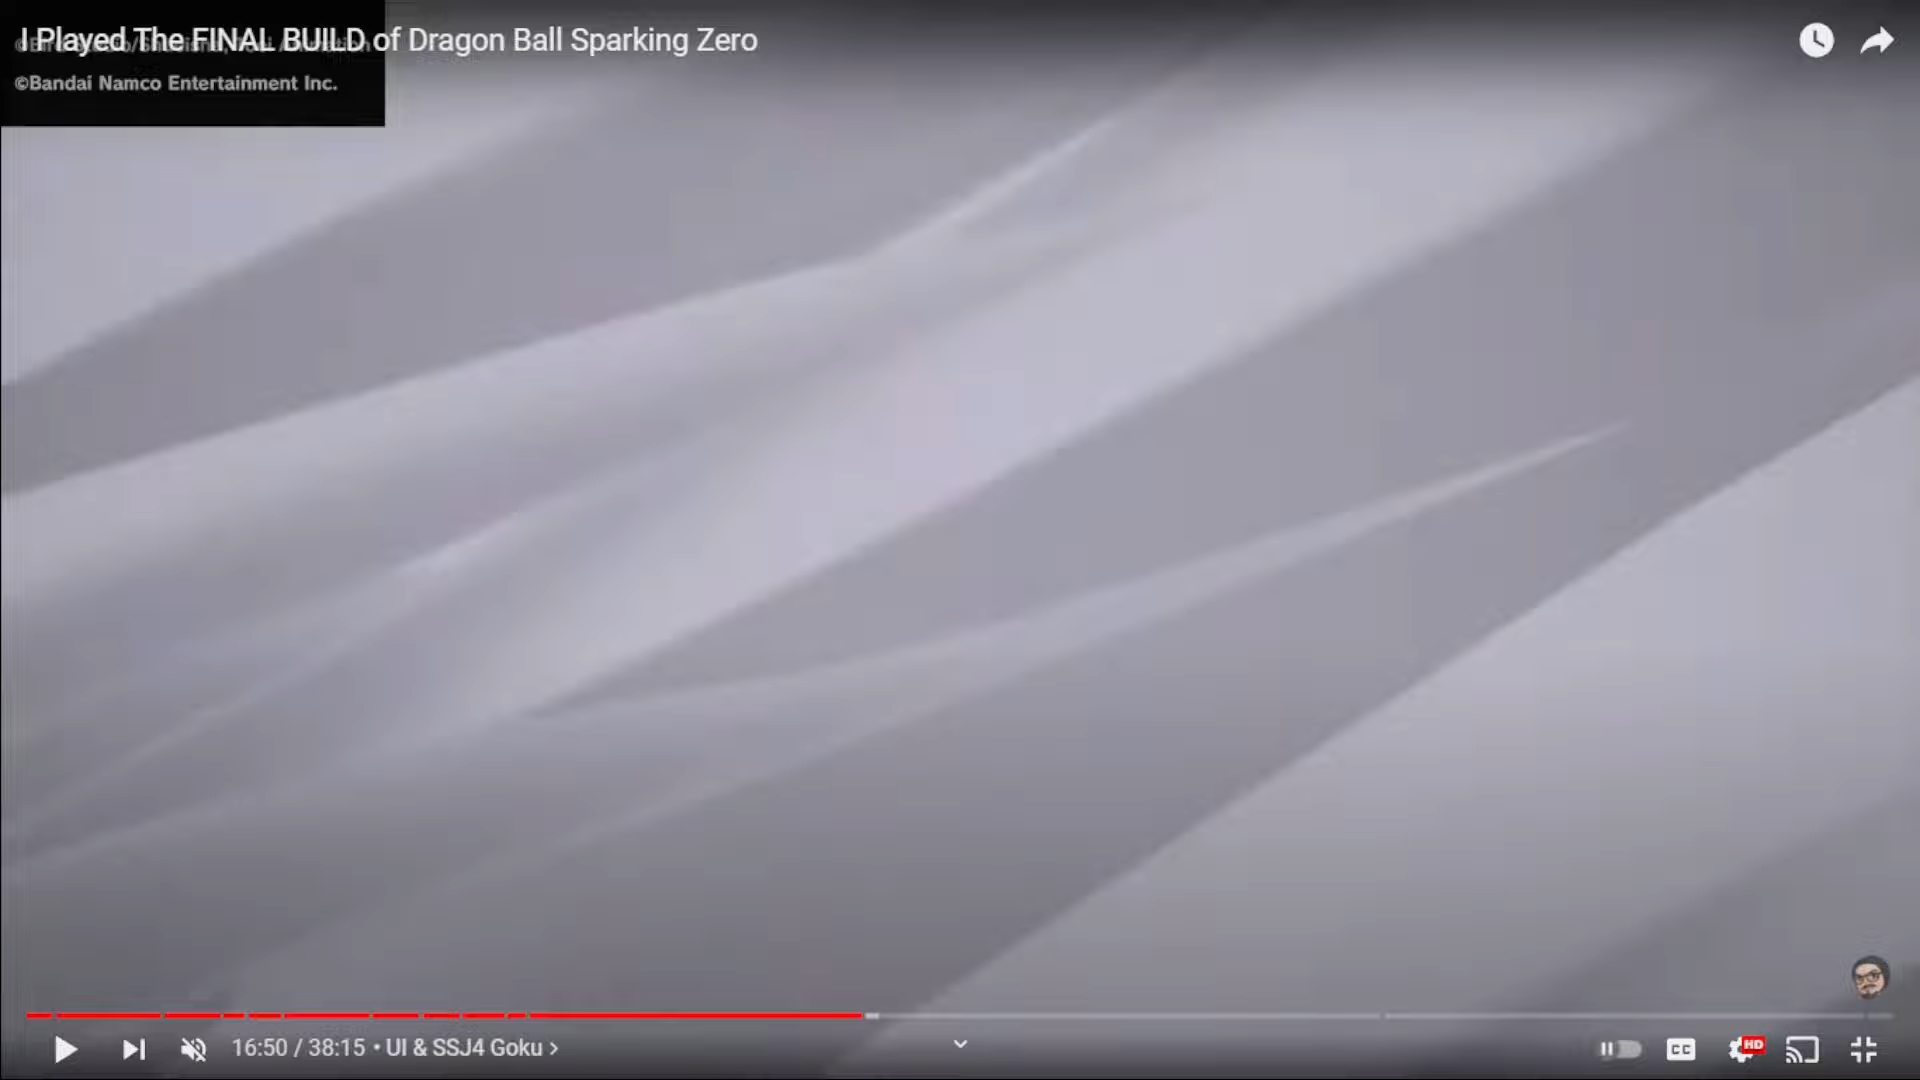 I Played The FINAL BUILD of Dragon Ball Sparking Zero
©Bandai Namco Entertainment Inc.
16:50 / 38:15 • UI & SSJ4 Goku ›
CC
HD